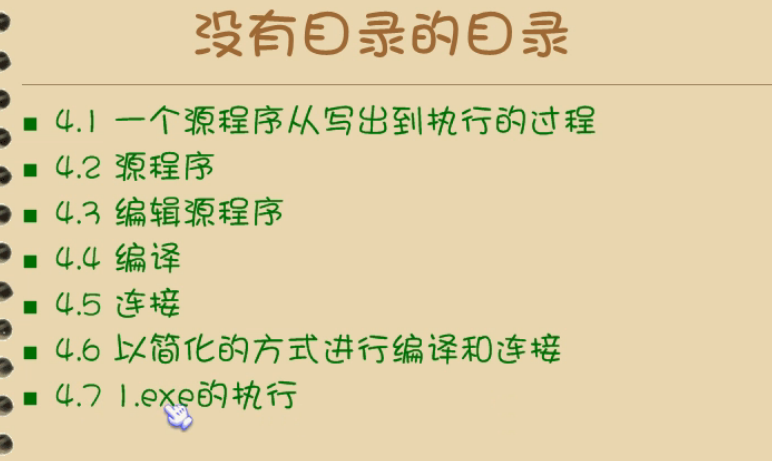 没有目录的目录
4.1 一个源程序从写出到执行的过程
4.2 源程序
4.3 编辑源程序
4.4 编译
4.5 连接
4.6 以简化的方式进行编译和连接
4.7 1.exe的执行